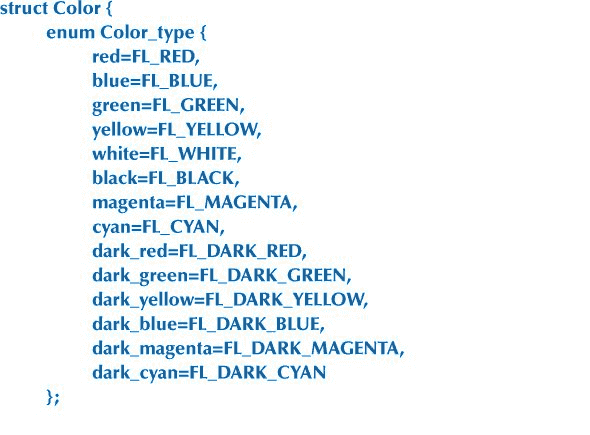 struct Color {
enum Color_type {
red=FL_RED,
blue=FL_BLUE,
green=FL_GREEN,
yellow=FL_YELLOW,
white=FL_WHITE,
black=FL_BLACK,
magenta=FL_MAGENTA,
cyan=FL_CYAN,
dark_red=FL_DARK_RED,
dark_green=FL_DARK_GREEN,
dark_yellow=FL_DARK_YELLOW,
dark_blue=FL_DARK_BLUE,
dark_magenta=FL_DARK_MAGENTA,
dark_cyan=FL_DARK_CYAN
};